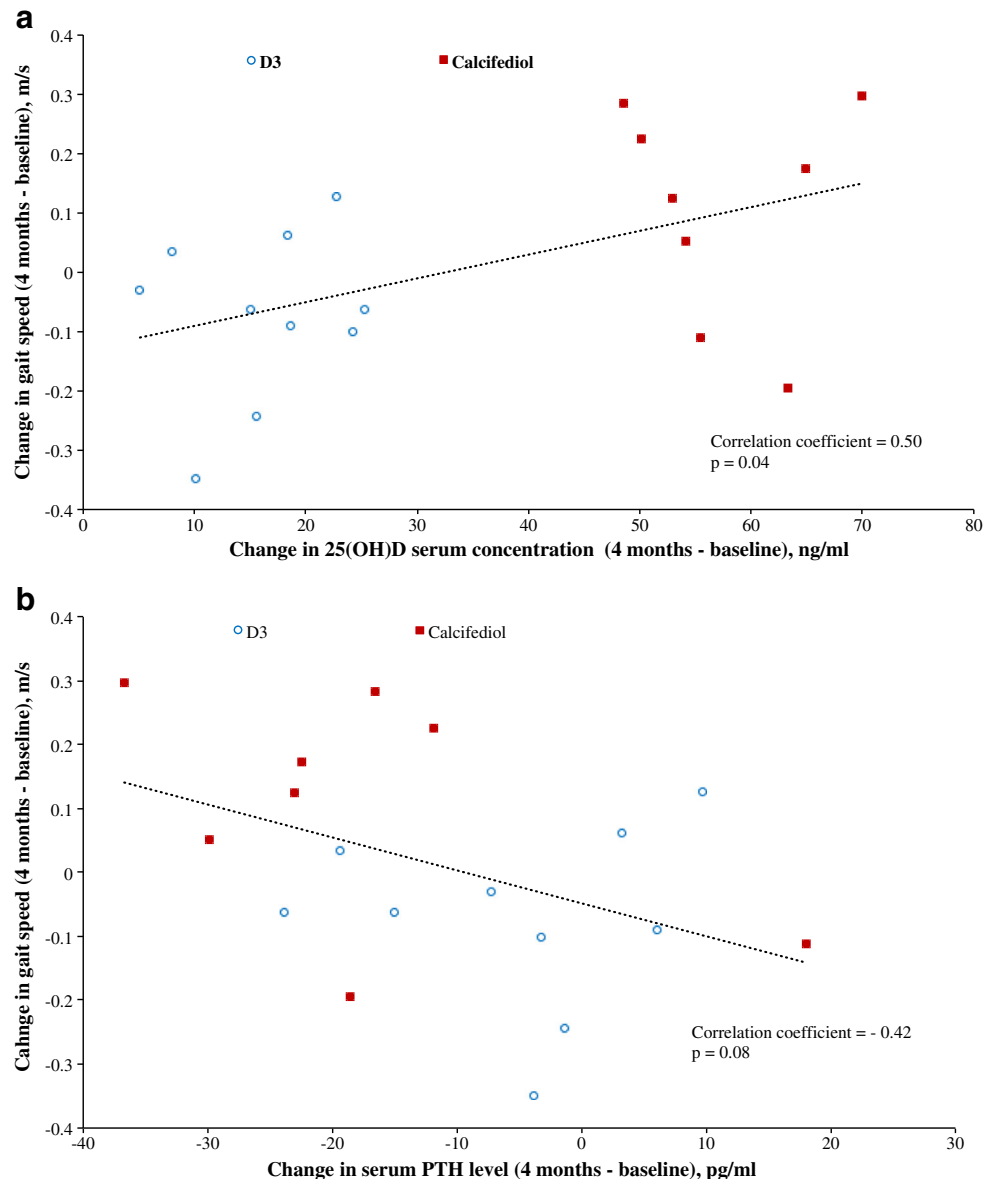 a
Change in gait speed (4 months - baseline), m/s
0.4
0.3
0.2
0.1
0
-0.1
-0.2
-0.3
-0.4
D3
Calcifediol
Correlation coefficient = 0.50
p = 0.04
0 10 20 30 40 50 60 70 80
Change in 25(OH)D serum concentration (4 months - baseline), ng/ml
b
Cahnge in gait speed (4 months - baseline), m/s
0.4
0.3
0.2
0.1
0
-0.1
-0.2
-0.3
-0.4
D3
Calcifediol
Correlation coefficient = - 0.42
p = 0.08
-40 -30 -20 -10 0 10 20 30
Change in serum PTH level (4 months - baseline), pg/ml